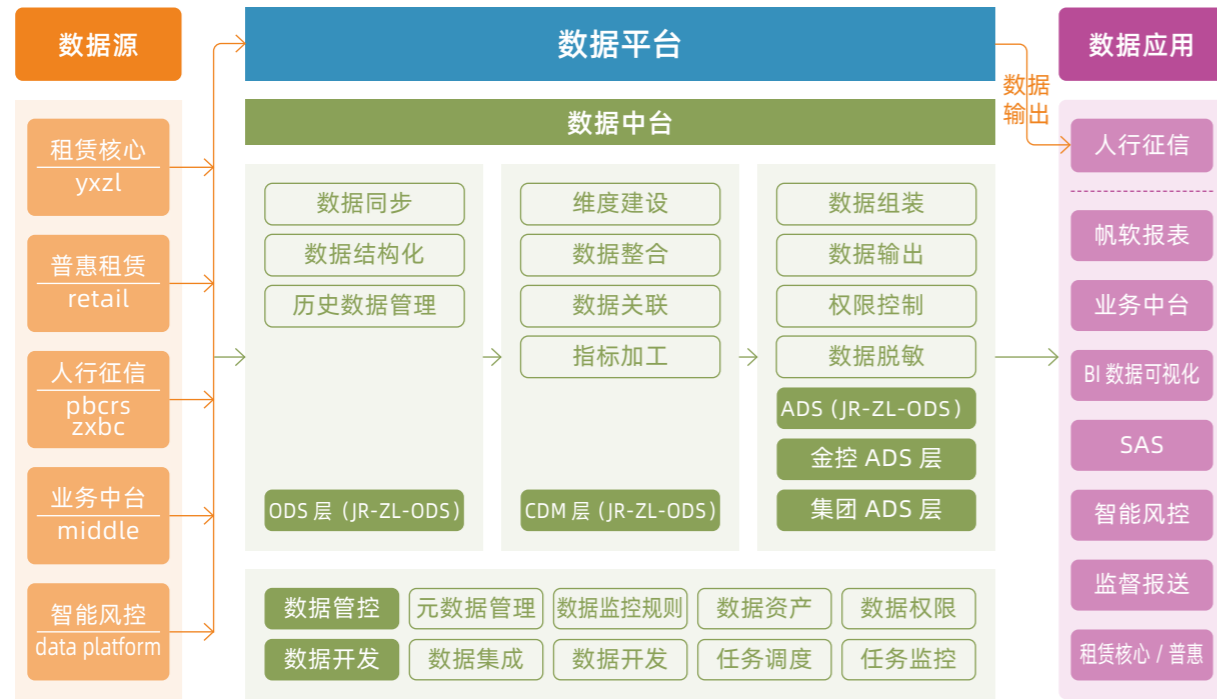 数据源
租赁核心
yxzl
普惠租赁
retail
人行征信
pbcrs
zxbc
业务中台
middle
智能风控
data platform
数据平台
数据中台
数据同步
数据结构化
历史数据管理
ODS 层（JR-ZL-ODS）
维度建设
数据整合
数据关联
指标加工
CDM 层（JR-ZL-ODS）
数据组装
数据输出
权限控制
数据脱敏
ADS（JR-ZL-ODS）
金控 ADS 层
集团 ADS 层
数据管控
元数据管理
数据监控规则
数据资产
数据权限
数据开发
数据集成
数据开发
任务调度
任务监控
数据
输出
数据应用
人行征信
帆软报表
业务中台
BI 数据可视化
SAS
智能风控
监督报送
租赁核心 / 普惠